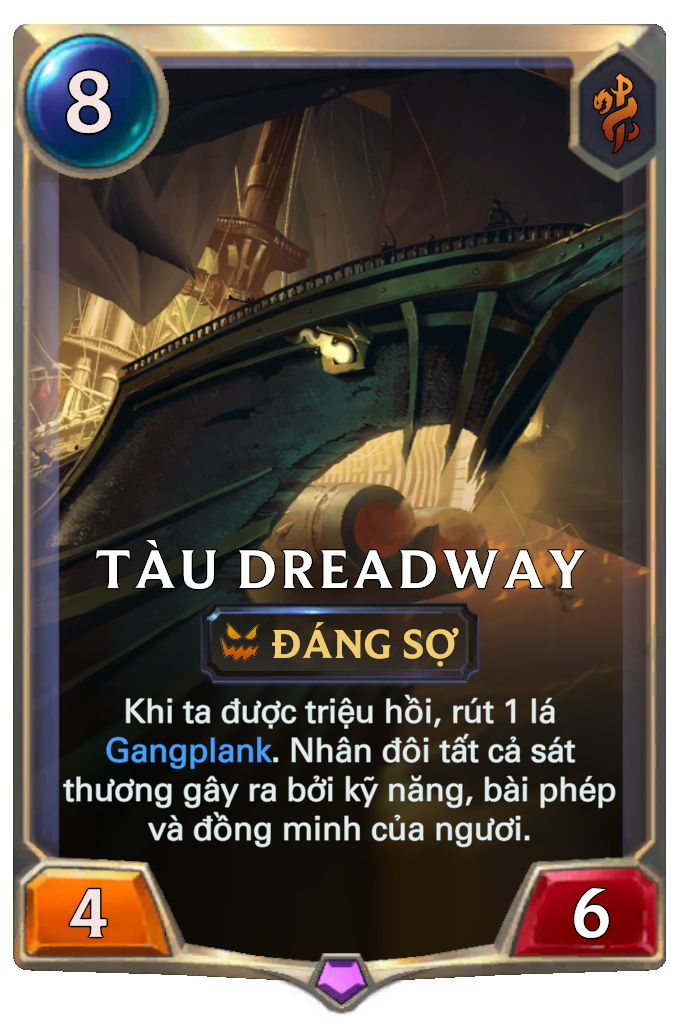 8
TÀU DREADWAY
ĐÁNG SỢ
Khi ta được triệu hồi, rút 1 lá
Gangplank. Nhân đôi tất cả sát
thương gây ra bởi kỹ năng, bài phép
và đồng minh của ngươi.
4
6